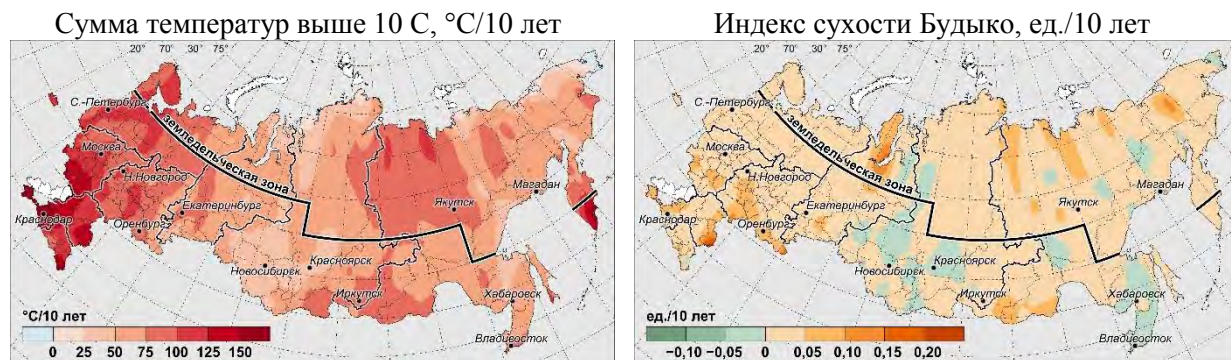 Сумма температур выше 10 С, °С/10 лет
20° 70° 30° 75°
С.-Петербург
земледельческая зона
Москва
Н.Новгород
Магадан
Краснодар
Екатеринбург
Якутск
Оренбург
Новосибирск
Красноярск
Иркутск
Хабаровск
Владивосток
°С/10 лет
0 25 50 75 100 125 150
Индекс сухости Будыко, ед./10 лет
20° 70° 30° 75°
С.-Петербург
земледельческая зона
Москва
Н.Новгород
Магадан
Краснодар
Екатеринбург
Якутск
Оренбург
Новосибирск
Красноярск
Иркутск
Хабаровск
Владивосток
ед./10 лет
−0,10 −0,05 0 0,05 0,10 0,15 0,20